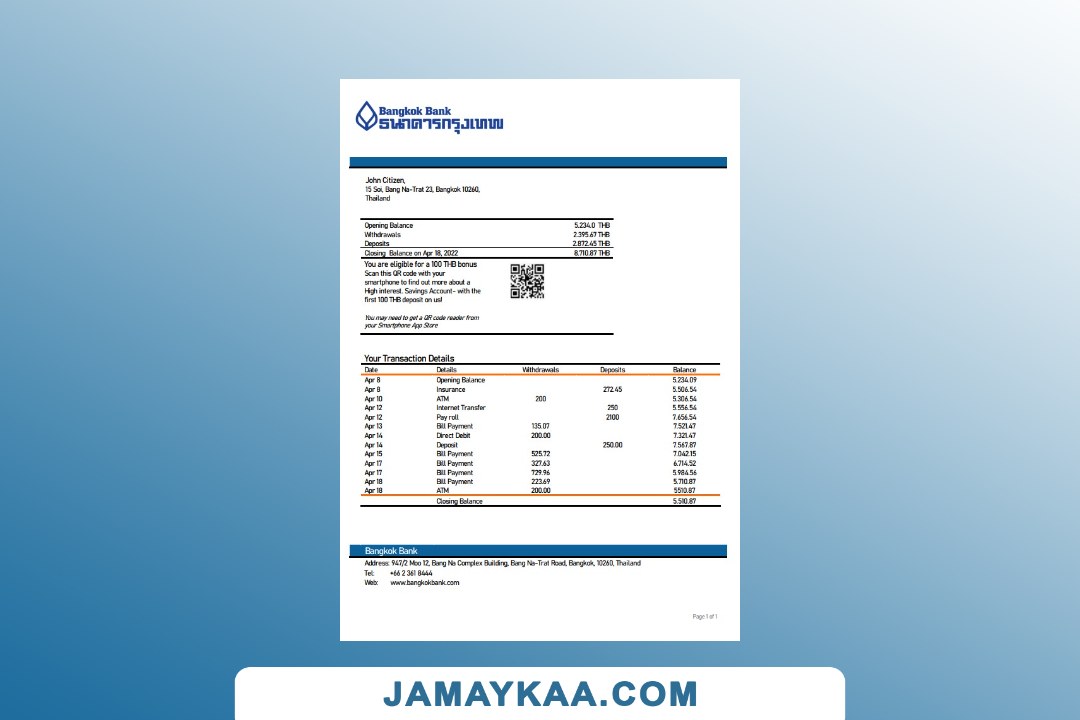 Bangkok Bank
ธนาคารกรุงเทพ
John Citizen,
15 Soi, Bang Na-Trat 23, Bangkok 10260,
Thailand
Opening Balance 5.234.0 THB
Withdrawals 2.395.67 THB
Deposits 2.872.45 THB
Closing Balance on Apr 18, 2022 8,710.87 THB
You are eligible for a 100 THB bonus
Scan this QR code with your
smartphone to find out more about a
High interest. Savings Account- with the
first 100 THB deposit on us!
You may need to get a QR code reader from
your Smartphone App Store
Your Transaction Details
Date Details Withdrawals Deposits Balance
Apr 8 Opening Balance 5.234.09
Apr 8 Insurance 272.45 5.506.54
Apr 10 ATM 200 5.306.54
Apr 12 Internet Transfer 250 5.556.54
Apr 12 Pay roll 2100 7.656.54
Apr 13 Bill Payment 135.07 7.521.47
Apr 14 Direct Debit 200.00 7.321.47
Apr 14 Deposit 250.00 7.567.87
Apr 15 Bill Payment 525.72 7.042.15
Apr 17 Bill Payment 327.63 6.714.52
Apr 17 Bill Payment 729.96 5.984.56
Apr 18 Bill Payment 223.69 5.710.87
Apr 18 ATM 200.00 5510.87
Closing Balance 5.510.87
Bangkok Bank
Address: 947/2 Moo 12, Bang Na Complex Building, Bang Na-Trat Road, Bangkok, 10260, Thailand
Tel: +66 2 361 8444
Web: www.bangkokbank.com
Page 1 of 1
JAMAYKAA.COM